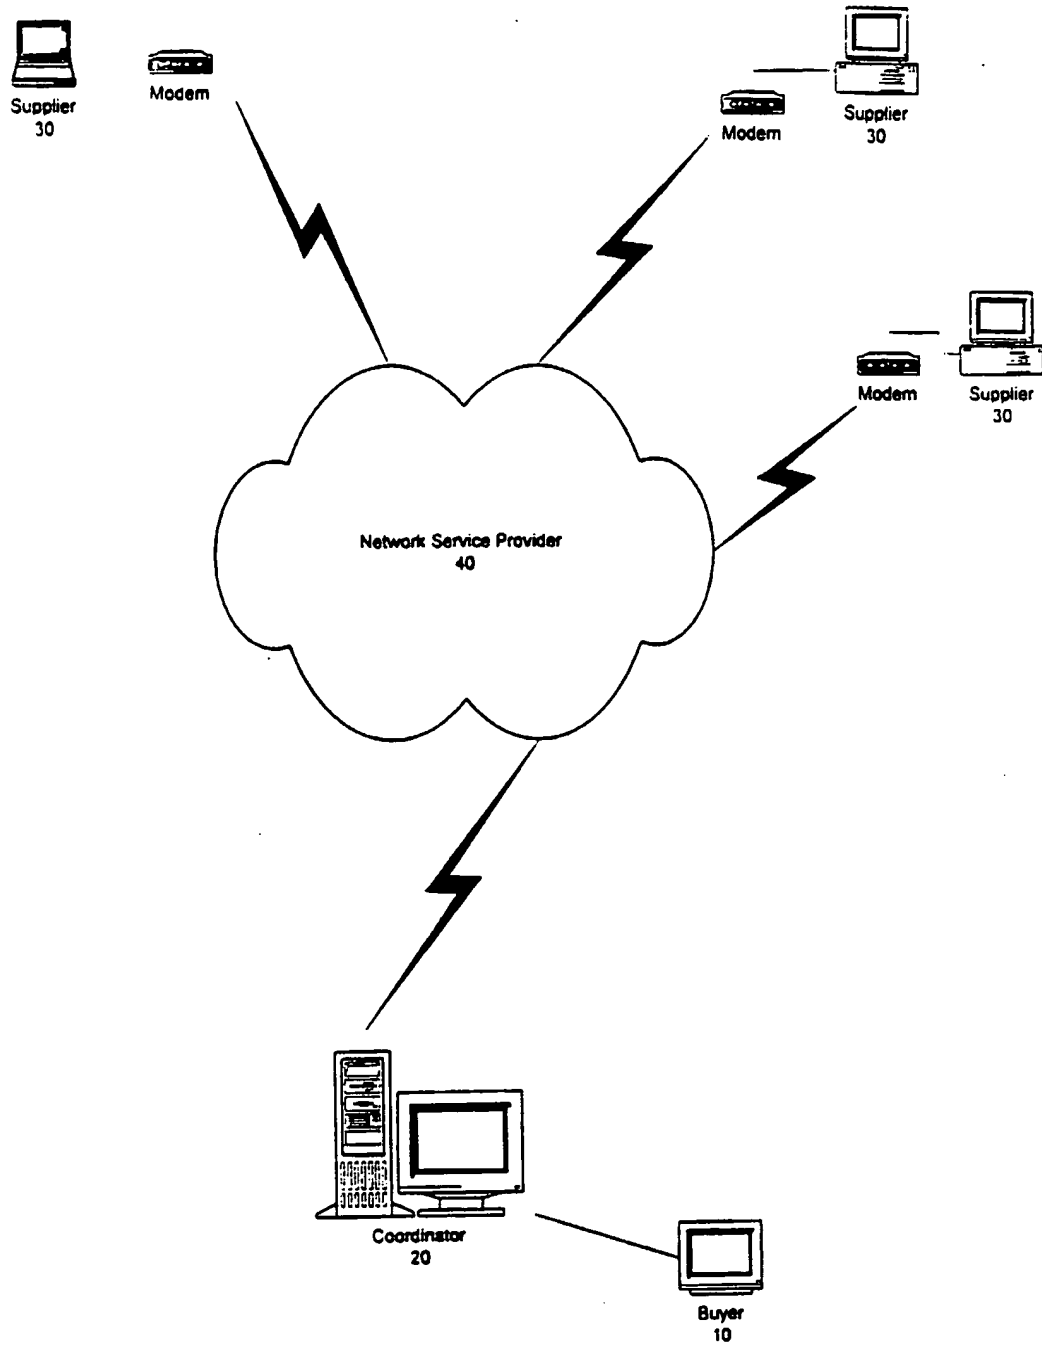 Supplier
30
Modem
Modem
Supplier
30
Modem
Supplier
30
Network Service Provider
40
Coordinator
20
Buyer
10